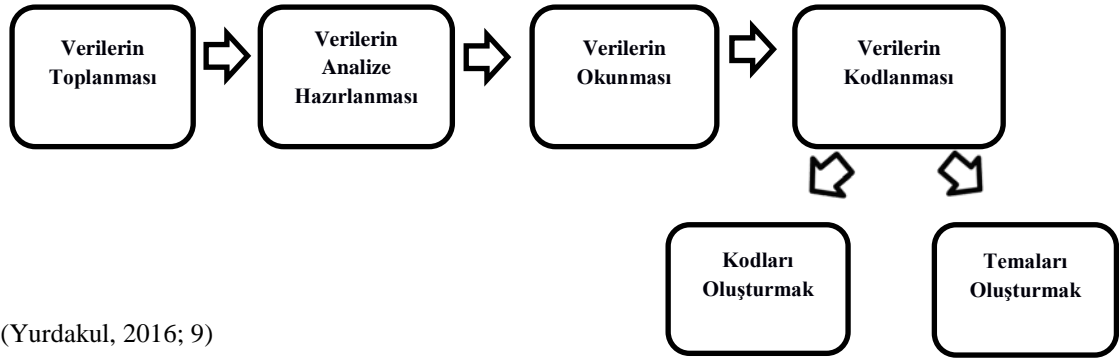 Verilerin
Toplanması
Verilerin
Analize
Hazırlanması
Verilerin
Okunması
Verilerin
Kodlanması
Kodları
Oluşturmak
Temaları
Oluşturmak
(Yurdakul, 2016; 9)